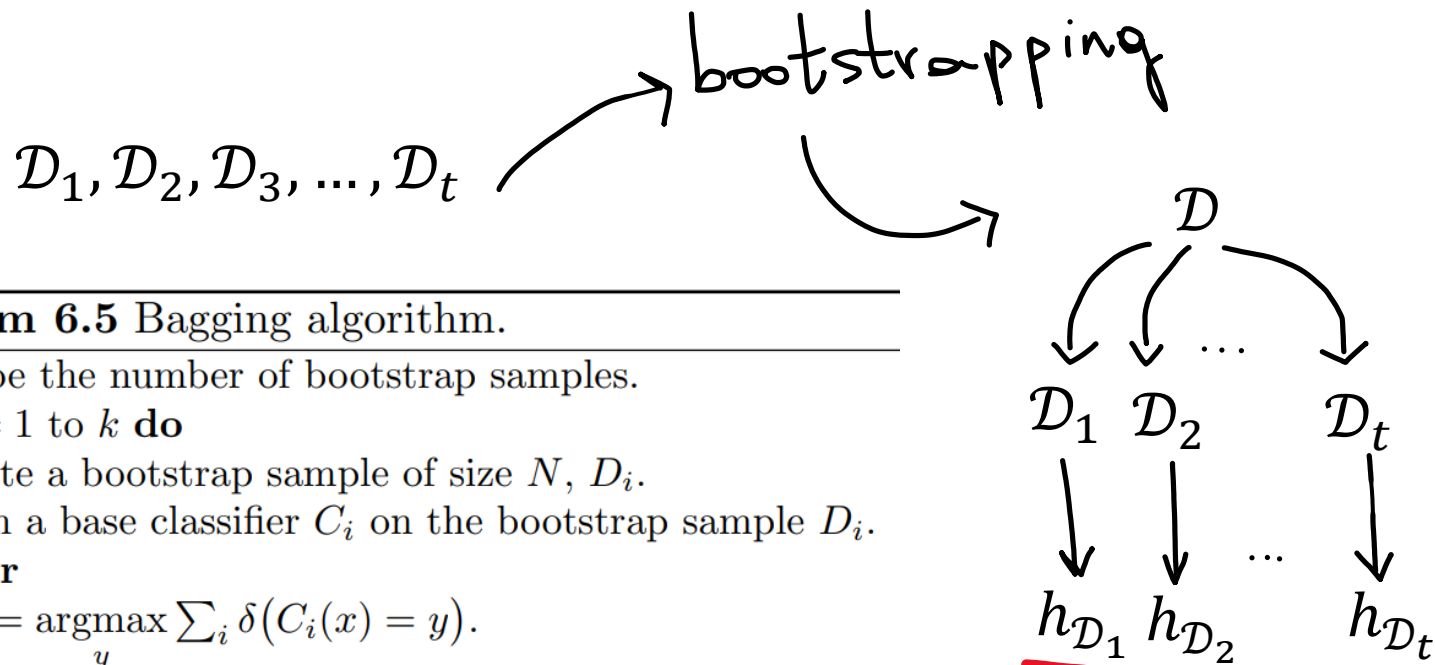 bootstrapping
𝒟₁, 𝒟₂, 𝒟₃, … , 𝒟ₜ
𝒟
m 6.5 Bagging algorithm.
be the number of bootstrap samples.
1 to k do
te a bootstrap sample of size N, Dᵢ.
a base classifier Cᵢ on the bootstrap sample Dᵢ.
r
= argmax ∑ᵢ δ(Cᵢ(x) = y).
y
…
𝒟₁ 𝒟₂ 𝒟ₜ
…
h𝒟₁ h𝒟₂ h𝒟ₜ